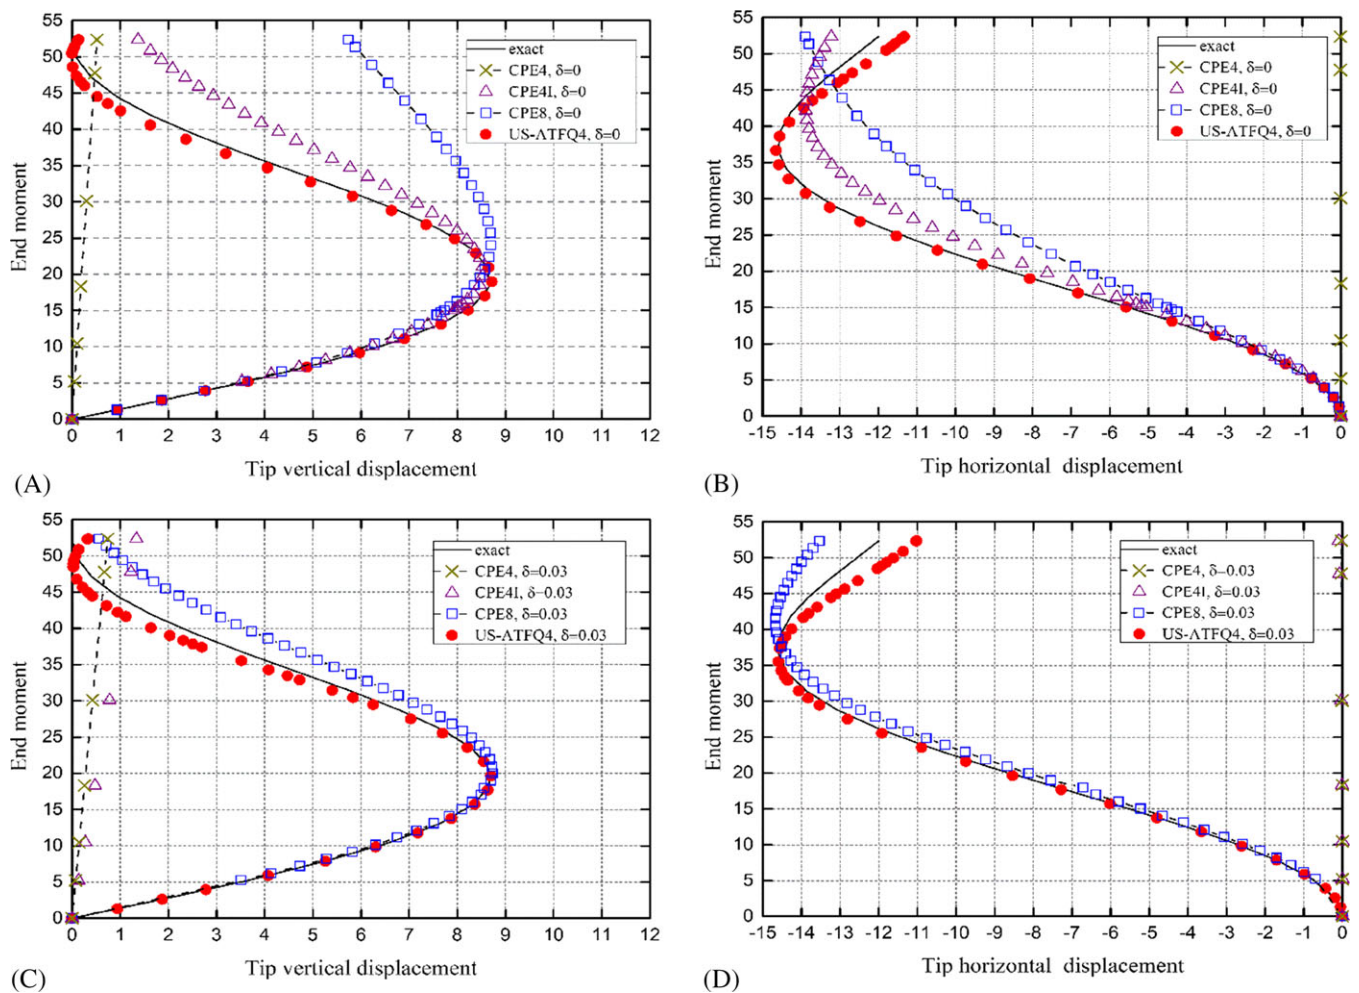 55
50
45
40
35
30
25
20
15
10
5
0
End moment
exact
CPE4, δ=0
CPE4I, δ=0
CPE8, δ=0
US-ATFQ4, δ=0
0 1 2 3 4 5 6 7 8 9 10 11 12
Tip vertical displacement
(A)
55
50
45
40
35
30
25
20
15
10
5
0
End moment
exact
CPE4, δ=0
CPE4I, δ=0
CPE8, δ=0
US-ATFQ4, δ=0
-15 -14 -13 -12 -11 -10 -9 -8 -7 -6 -5 -4 -3 -2 -1 0
Tip horizontal displacement
(B)
55
50
45
40
35
30
25
20
15
10
5
0
End moment
exact
CPE4, δ=0.03
CPE4I, δ=0.03
CPE8, δ=0.03
US-ATFQ4, δ=0.03
0 1 2 3 4 5 6 7 8 9 10 11 12
Tip vertical displacement
(C)
55
50
45
40
35
30
25
20
15
10
5
0
End moment
exact
CPE4, δ=0.03
CPE4I, δ=0.03
CPE8, δ=0.03
US-ATFQ4, δ=0.03
-15 -14 -13 -12 -11 -10 -9 -8 -7 -6 -5 -4 -3 -2 -1 0
Tip horizontal displacement
(D)